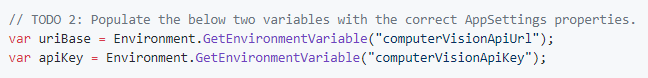 // TODO 2: Populate the below two variables with the correct AppSettings properties.
var uriBase = Environment.GetEnvironmentVariable("computerVisionApiUrl");
var apiKey = Environment.GetEnvironmentVariable("computerVisionApiKey");